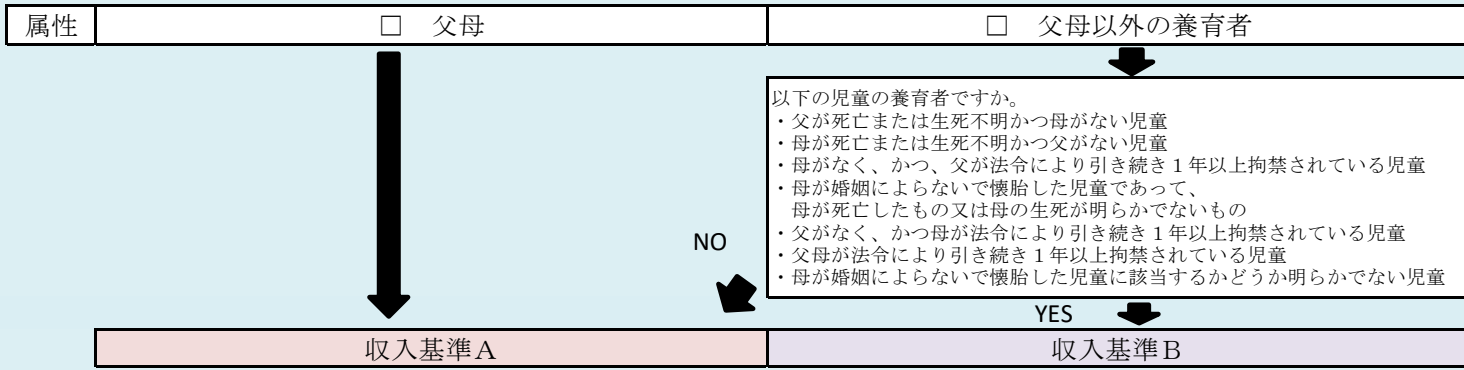 属性 □ 父母 □ 父母以外の養育者
以下の児童の養育者ですか。
・父が死亡または生死不明かつ母がない児童
・母が死亡または生死不明かつ父がない児童
・母がなく、かつ、父が法令により引き続き１年以上拘禁されている児童
・母が婚姻によらないで懐胎した児童であって、
母が死亡したもの又は母の生死が明らかでないもの
・父がなく、かつ母が法令により引き続き１年以上拘禁されている児童
・父母が法令により引き続き１年以上拘禁されている児童
・母が婚姻によらないで懐胎した児童に該当するかどうか明らかでない児童
NO
YES
収入基準Ａ 収入基準Ｂ